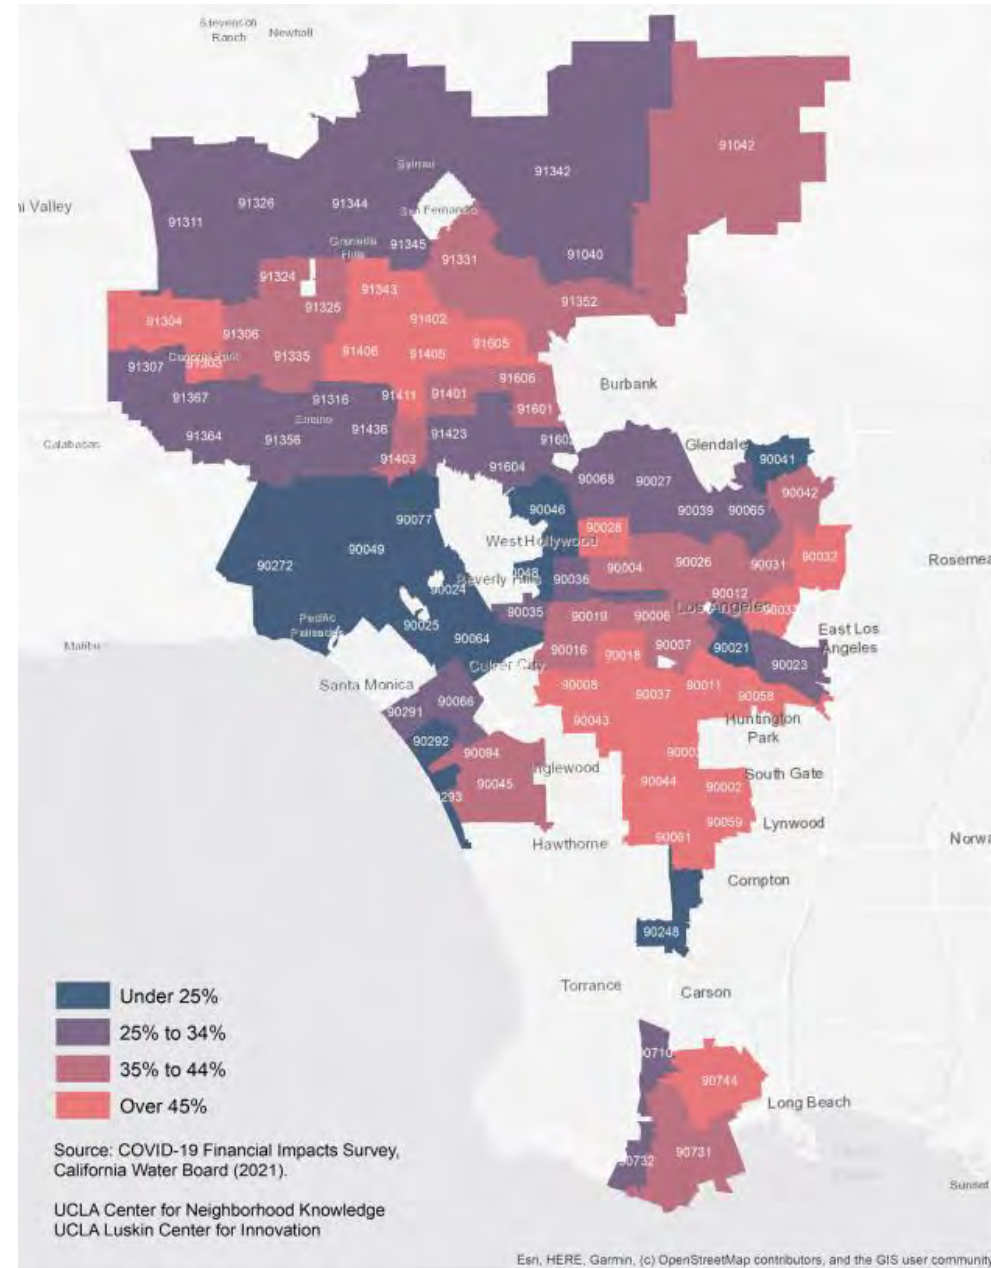 Stevenson
Ranch
Newhall
Sylmar
91342
91042
91326
91344
91311
Valley
San Fernando
91345
Granada
Hills
91331
91040
91324
91343
91352
91325
91304
91402
91306
91605
91335
91406
91405
91307
91303
91606
Burbank
91367
91316
91411
91401
91601
Encino
91364
91356
91436
91423
Calabasas
Glendale
91403
90041
91604
90068
90027
90042
90046
90039
90065
90077
90028
West Hollywood
90049
90032
90272
90004
90026
90031
Beverly Hills
90036
90024
90012
90035
Los Angeles
Pacific
Palisades
90025
90019
90006
90064
East Los
Angeles
Malibu
90016
90018
90007
90021
90023
Culver City
Santa Monica
90008
90037
90011
90058
90066
90291
90043
Huntington
Park
90292
90094
90045
90044
South Gate
90002
90059
Lynwood
90061
Hawthorne
Compton
90248
Torrance
Carson
90744
Long Beach
90731
Sunset
Under 25%
25% to 34%
35% to 44%
Over 45%
Source: COVID-19 Financial Impacts Survey,
California Water Board (2021).
UCLA Center for Neighborhood Knowledge
UCLA Luskin Center for Innovation
Esri, HERE, Garmin, (c) OpenStreetMap contributors, and the GIS user community